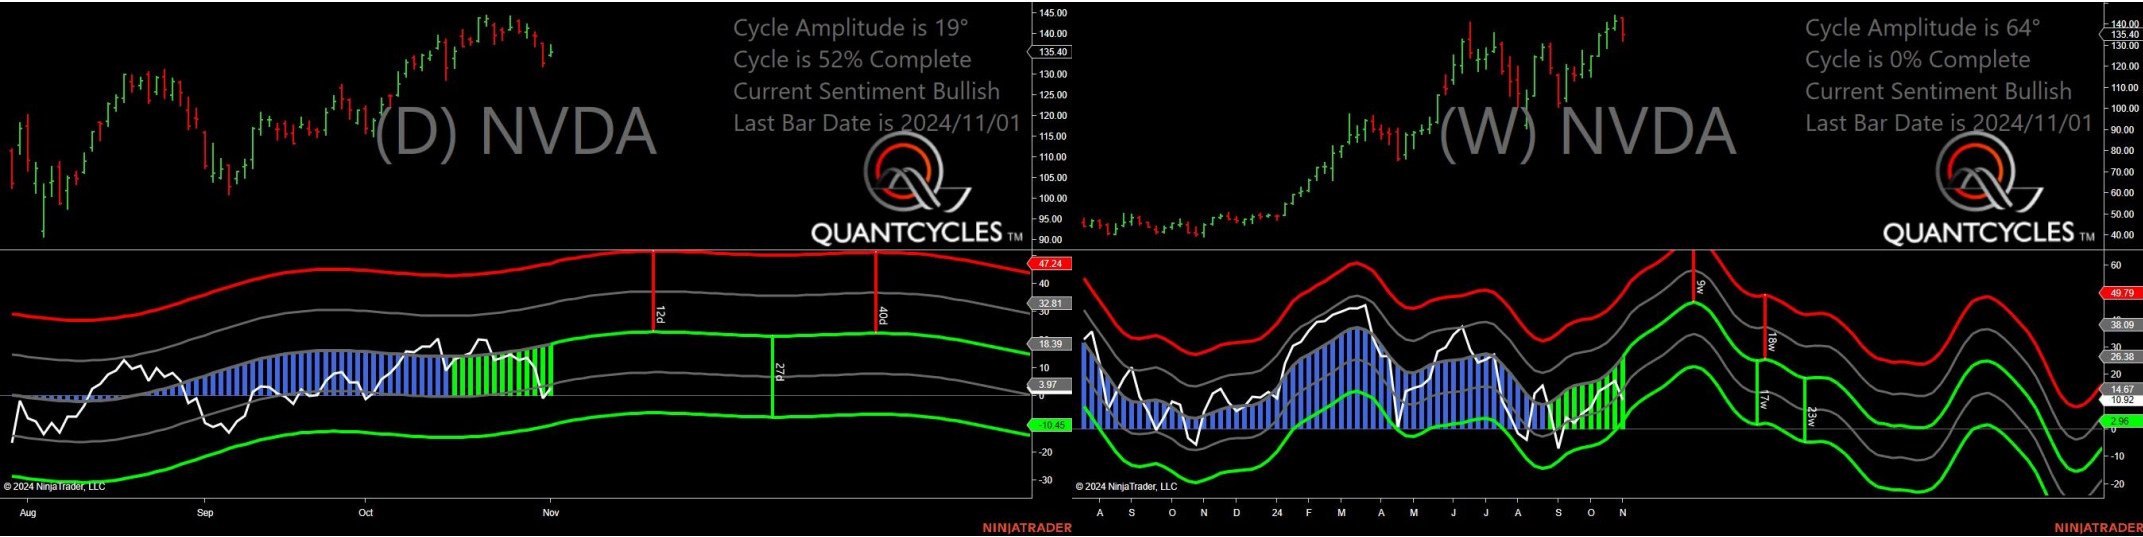 Cycle Amplitude is 19°
Cycle is 52% Complete
Current Sentiment Bullish
Last Bar Date is 2024/11/01
(D) NVDA
QUANTCYCLES TM
145.00
140.00
135.40
130.00
125.00
120.00
115.00
110.00
105.00
100.00
95.00
90.00
47.24
40
32.81
30
18.39
10
3.97
0
-10.45
-20
-30
12d
40d
27d
© 2024 NinjaTrader, LLC
Aug Sep Oct Nov
NINJATRADER
Cycle Amplitude is 64°
Cycle is 0% Complete
Current Sentiment Bullish
Last Bar Date is 2024/11/01
(W) NVDA
QUANTCYCLES TM
140.00
135.40
130.00
120.00
110.00
100.00
90.00
80.00
70.00
60.00
50.00
40.00
60
49.79
38.09
30
26.38
20
14.67
10.92
2.96
0
-10
-20
9w
18w
17w
23w
© 2024 NinjaTrader, LLC
A S O N D 24 F M A M J J A S O N
NINJATRADER